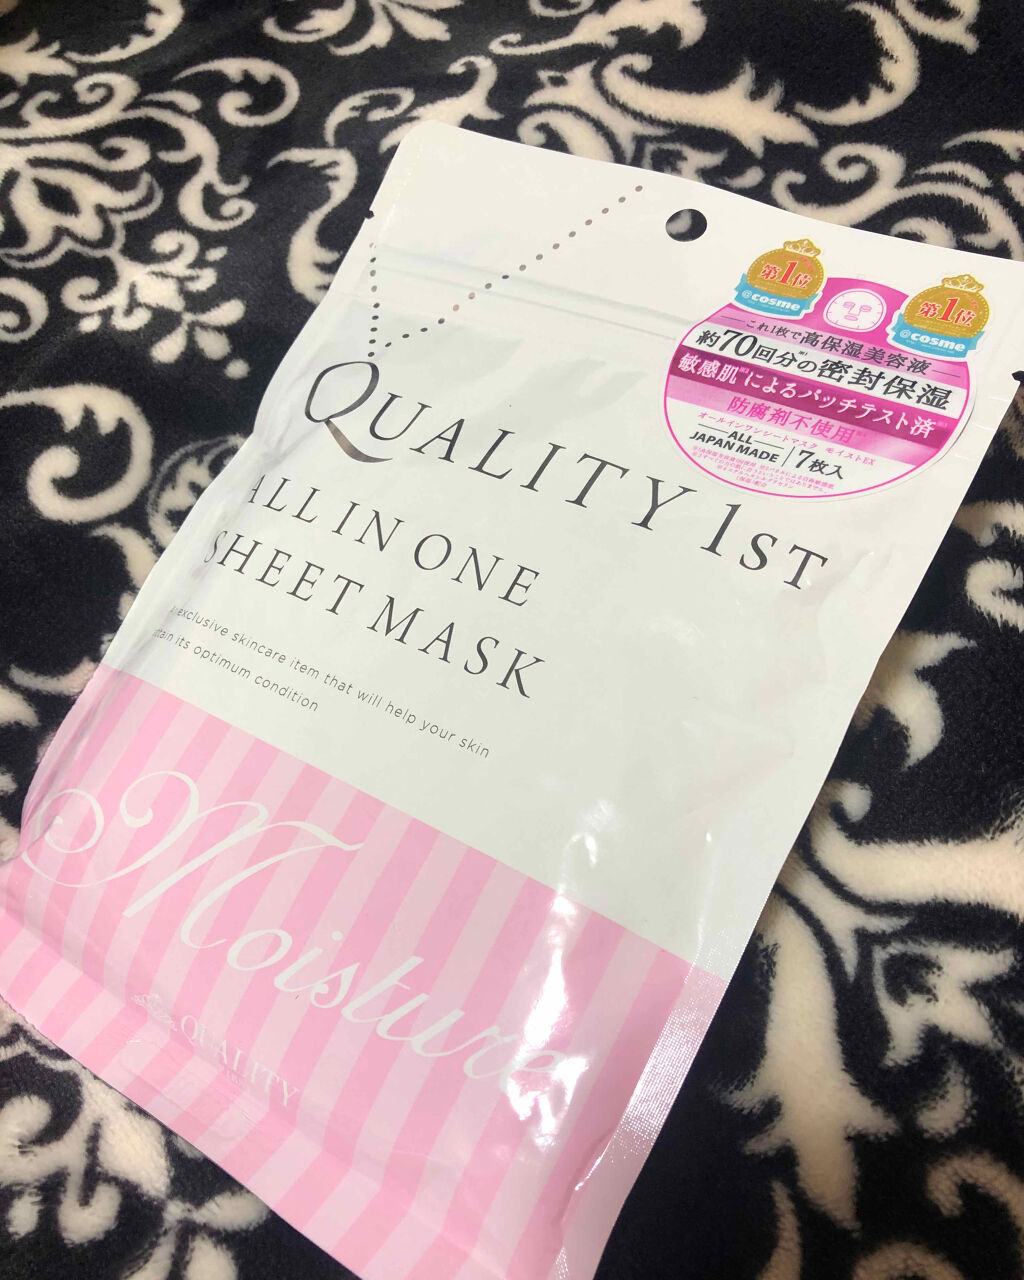 第1位
@cosme
第1位
@cosme
これ1枚で高保湿美容液
約70回分の密封保湿
敏感肌によるパッチテスト済
防腐剤不使用
オールインワンシートマスク モイストEX
ALL
JAPAN MADE
7枚入
QUALITY 1ST
ALL IN ONE
SHEET MASK
exclusive skincare item that will help your skin
its optimum condition
Moisture
QUALITY